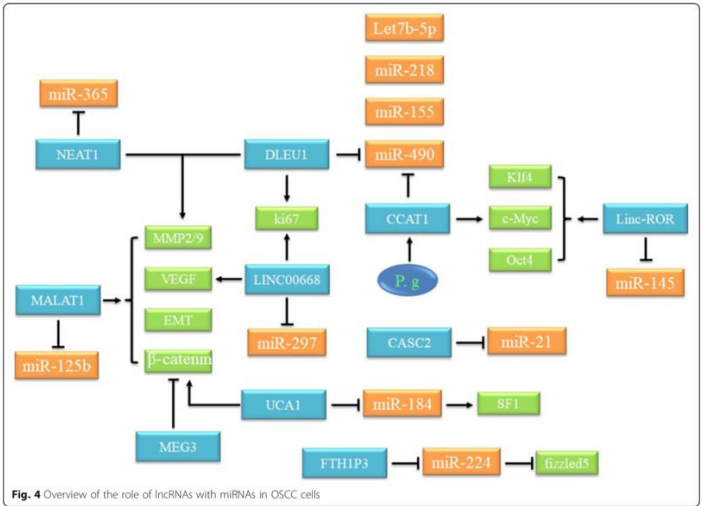 Let7b-5p
miR-365
miR-218
miR-155
NEAT1
DLEU1
miR-490
Klf4
ki67
CCAT1
c-Myc
Linc-ROR
MMP2/9
Oct4
VEGF
LINC00668
P. g
miR-145
MALAT1
EMT
miR-297
CASC2
miR-21
miR-125b
β-catenin
UCA1
miR-184
SF1
MEG3
FTH1P3
miR-224
fizzled5
Fig. 4 Overview of the role of lncRNAs with miRNAs in OSCC cells